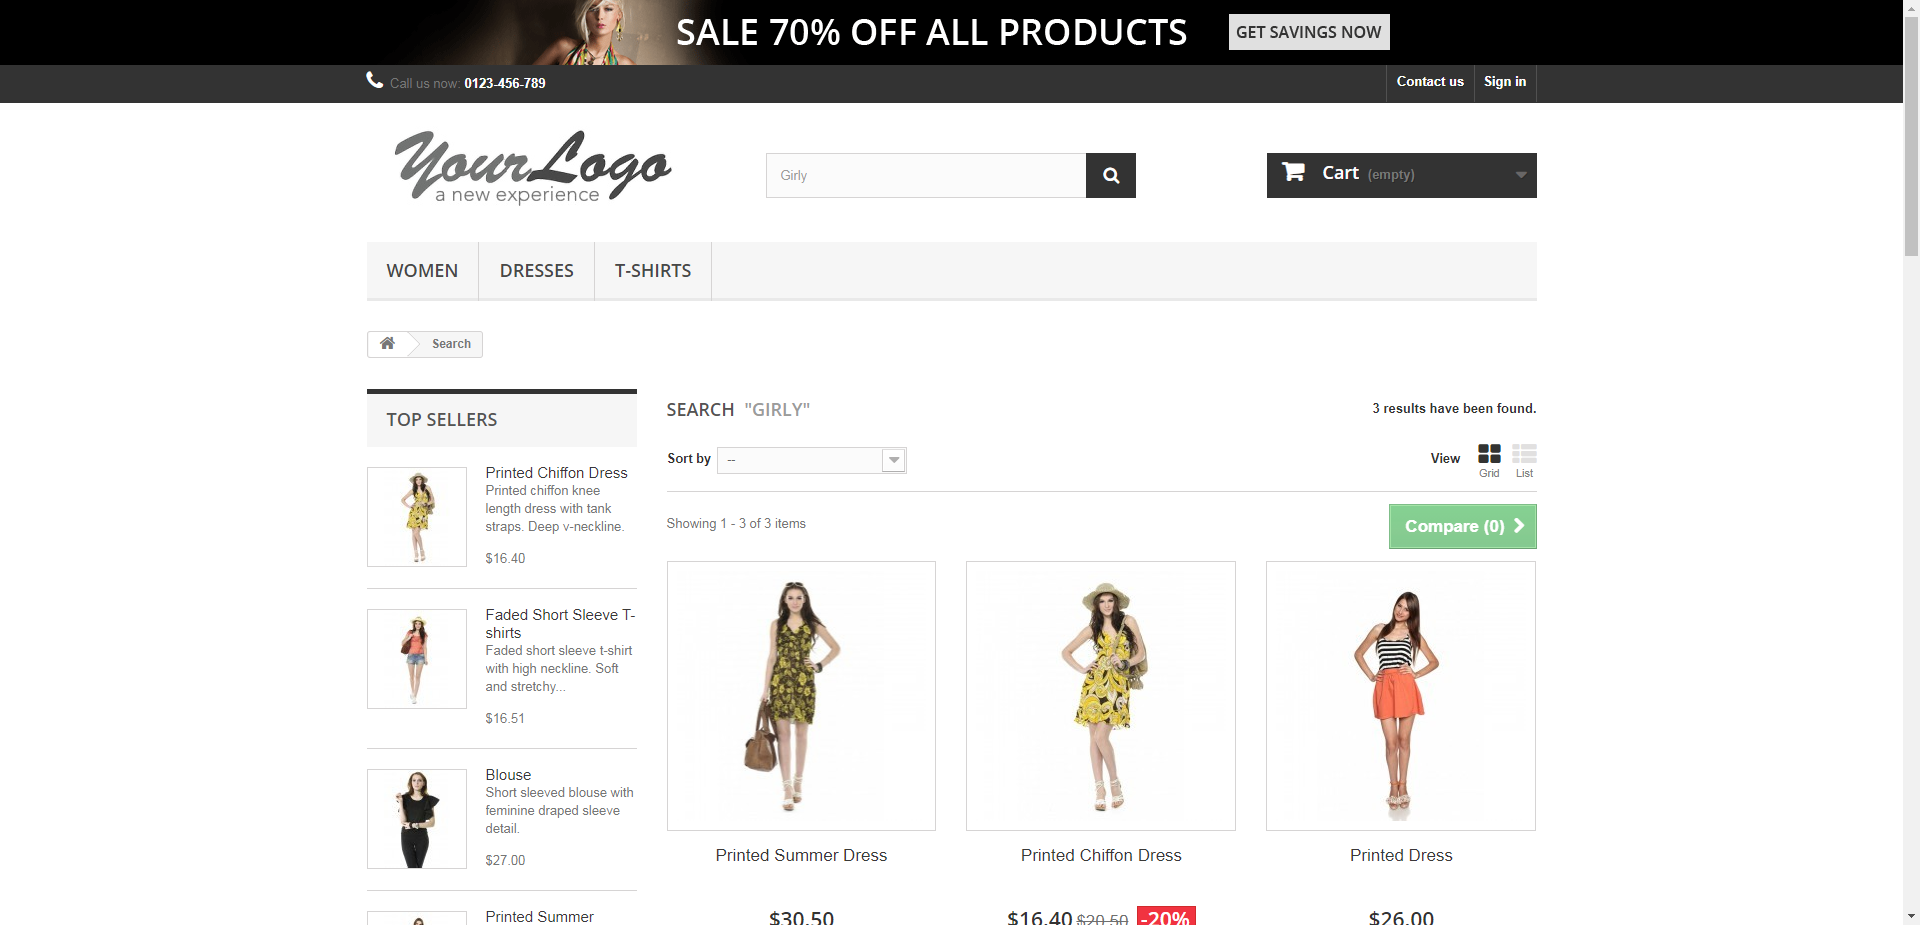 SALE 70% OFF ALL PRODUCTS GET SAVINGS NOW
Call us now: 0123-456-789 Contact us Sign in
YourLogo
a new experience
Girly
Cart (empty)
WOMEN DRESSES T-SHIRTS
Search
TOP SELLERS
Printed Chiffon Dress
Printed chiffon knee
length dress with tank
straps. Deep v-neckline.
$16.40
Faded Short Sleeve T-
shirts
Faded short sleeve t-shirt
with high neckline. Soft
and stretchy...
$16.51
Blouse
Short sleeved blouse with
feminine draped sleeve
detail.
$27.00
Printed Summer
SEARCH "GIRLY" 3 results have been found.
Sort by -- View Grid List
Showing 1 - 3 of 3 items Compare (0)
Printed Summer Dress Printed Chiffon Dress Printed Dress
$30.50 $16.40 $20.50 -20% $26.00